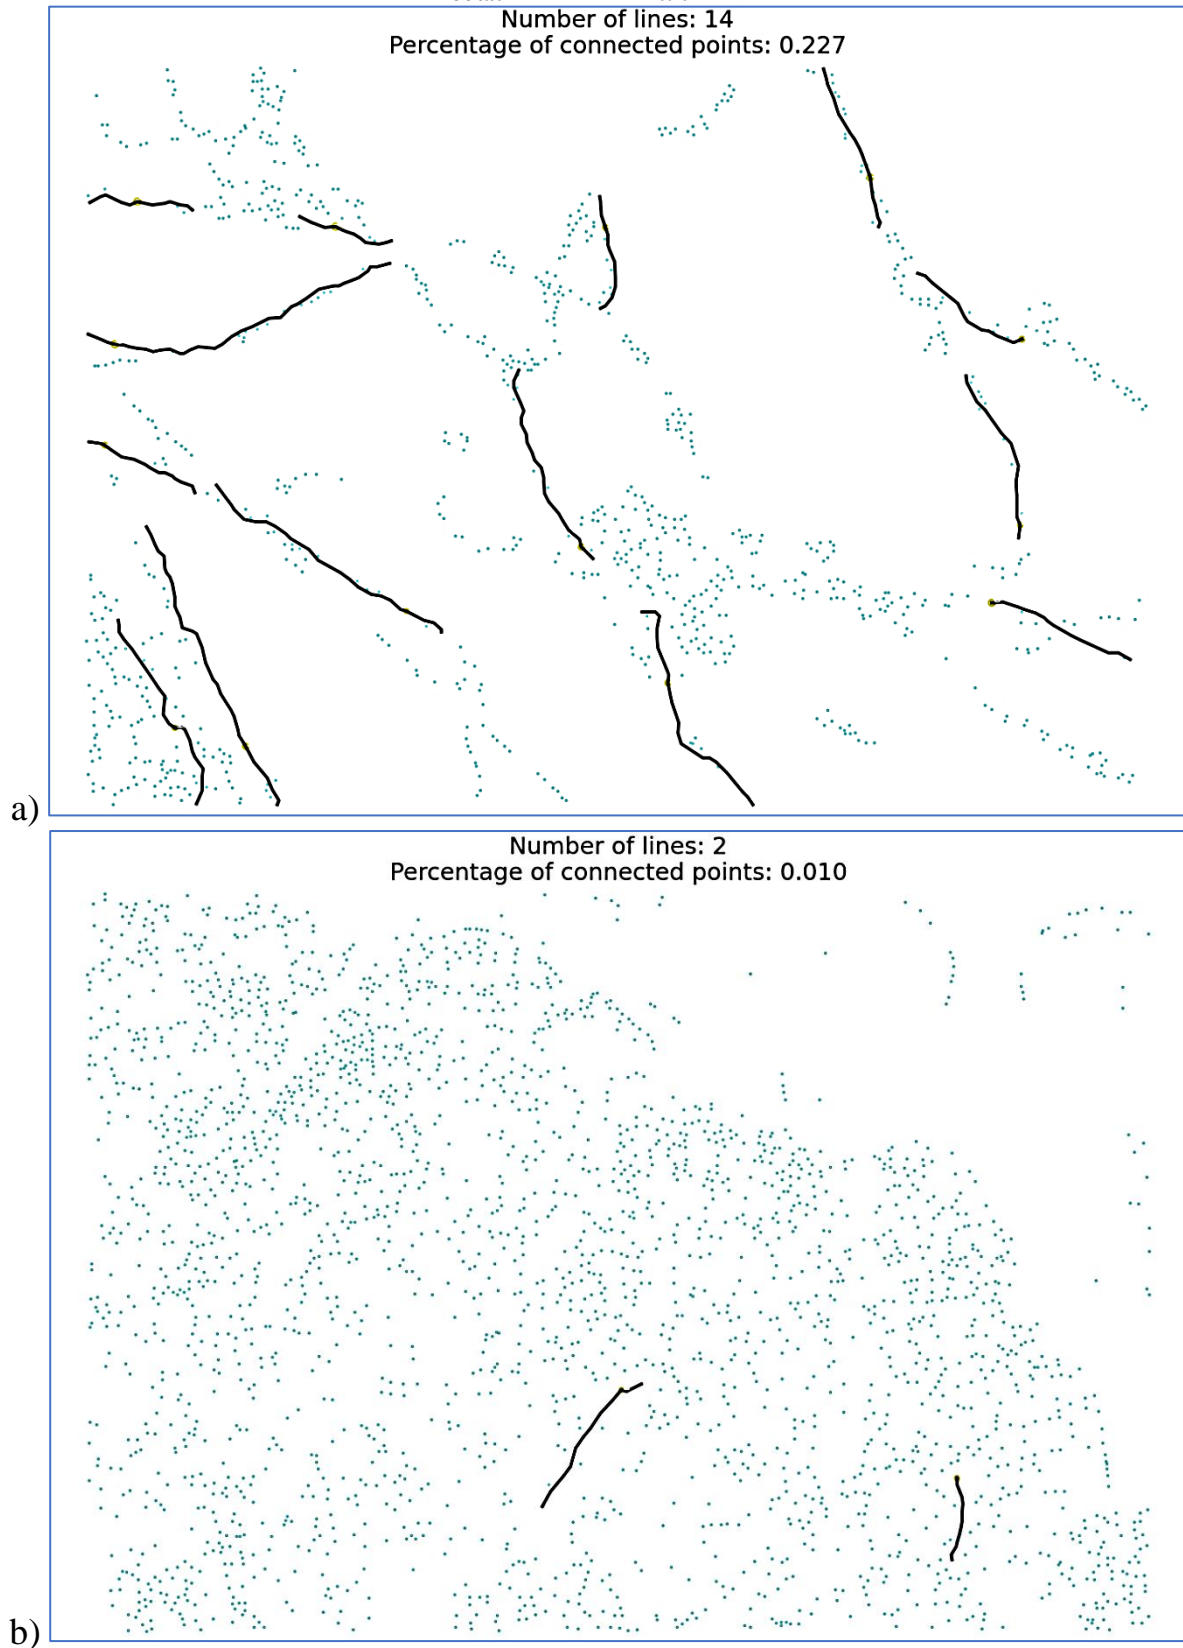 Number of lines: 14
Percentage of connected points: 0.227
a)
Number of lines: 2
Percentage of connected points: 0.010
b)